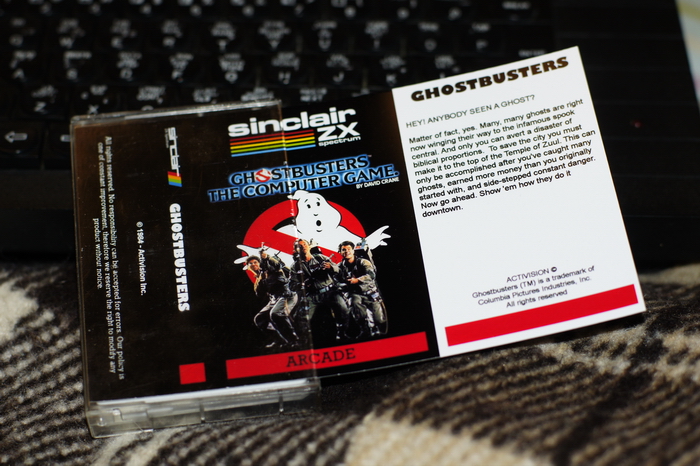 All rights reserved. No responsibility can be accepted for errors. Our policy is
one of constant improvement, therefore we reserve the right to modify any
product without notice.
© 1984 - Activision Inc.
sinclair
GHOSTBUSTERS
sinclair
ZX
spectrum
GHOSTBUSTERS
THE COMPUTER GAME.
BY DAVID CRANE
ARCADE
GHOSTBUSTERS
HEY! ANYBODY SEEN A GHOST?
Matter of fact, yes. Many, many ghosts are right
now winging their way to the infamous spook
central. And only you can avert a disaster of
biblical proportions. To save the city you must
make it to the top of the Temple of Zuul. This can
only be accomplished after you've caught many
ghosts, earned more money than you originally
started with, and side-stepped constant danger.
Now go ahead. Show 'em how they do it
downtown.
ACTIVISION ©
Ghostbusters (TM) is a trademark of
Columbia Pictures Industries, Inc.
All rights reserved